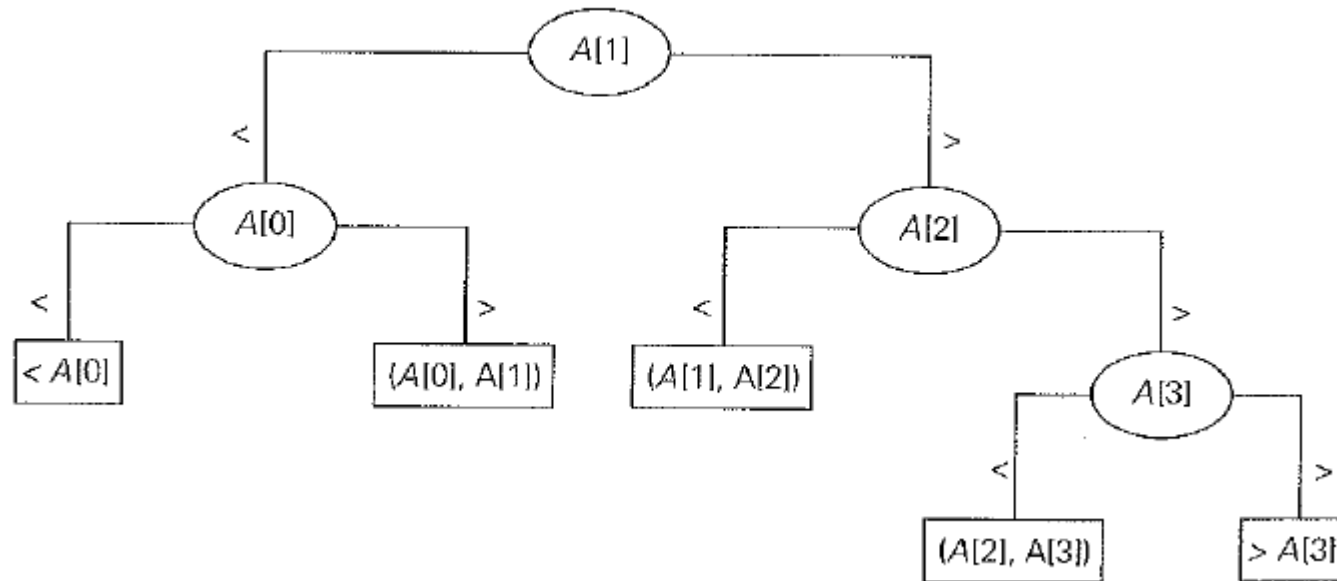 A[1]
<
>
A[0]
A[2]
<
>
<
>
< A[0]
(A[0], A[1])
(A[1], A[2])
A[3]
<
>
(A[2], A[3])
> A[3]